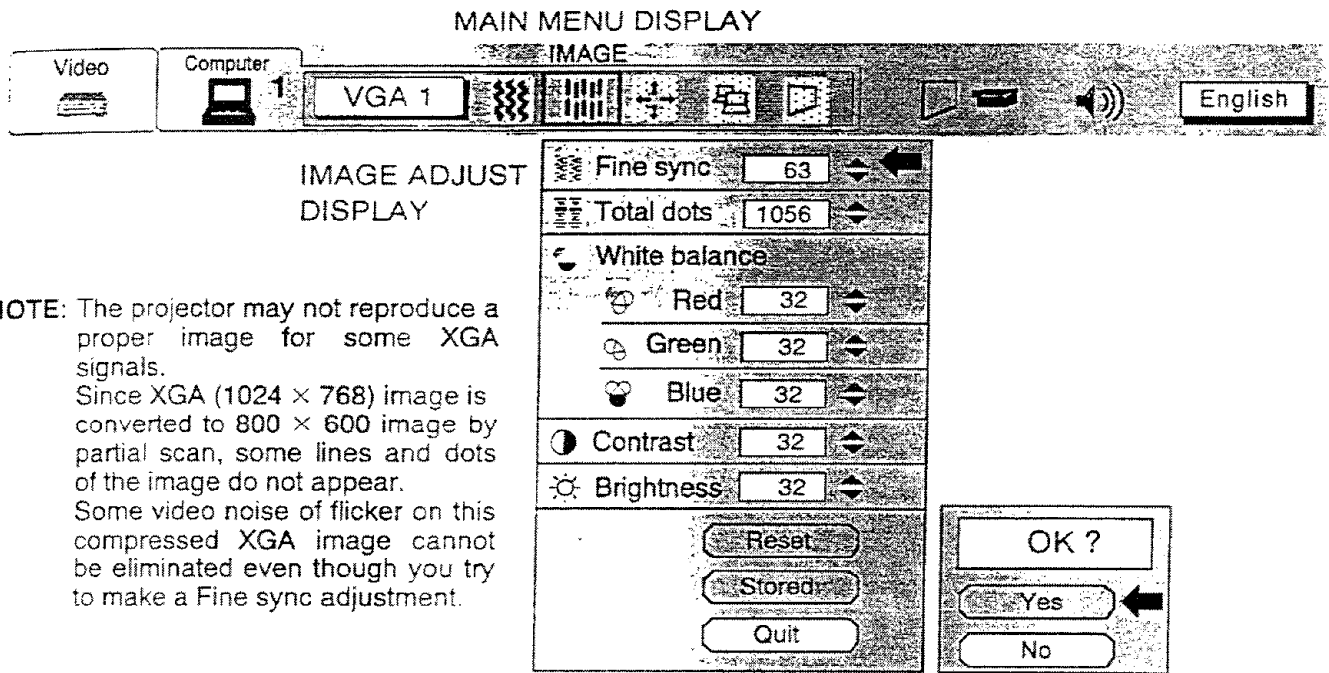 MAIN MENU DISPLAY
IMAGE
Video
Computer
1
VGA 1
English
IMAGE ADJUST
DISPLAY
Fine sync 63
Total dots 1056
White balance
Red 32
Green 32
Blue 32
Contrast 32
Brightness 32
Reset
Stored
Quit
OK ?
Yes
No
IOTE: The projector may not reproduce a
proper image for some XGA
signals.
Since XGA (1024 × 768) image is
converted to 800 × 600 image by
partial scan, some lines and dots
of the image do not appear.
Some video noise of flicker on this
compressed XGA image cannot
be eliminated even though you try
to make a Fine sync adjustment.